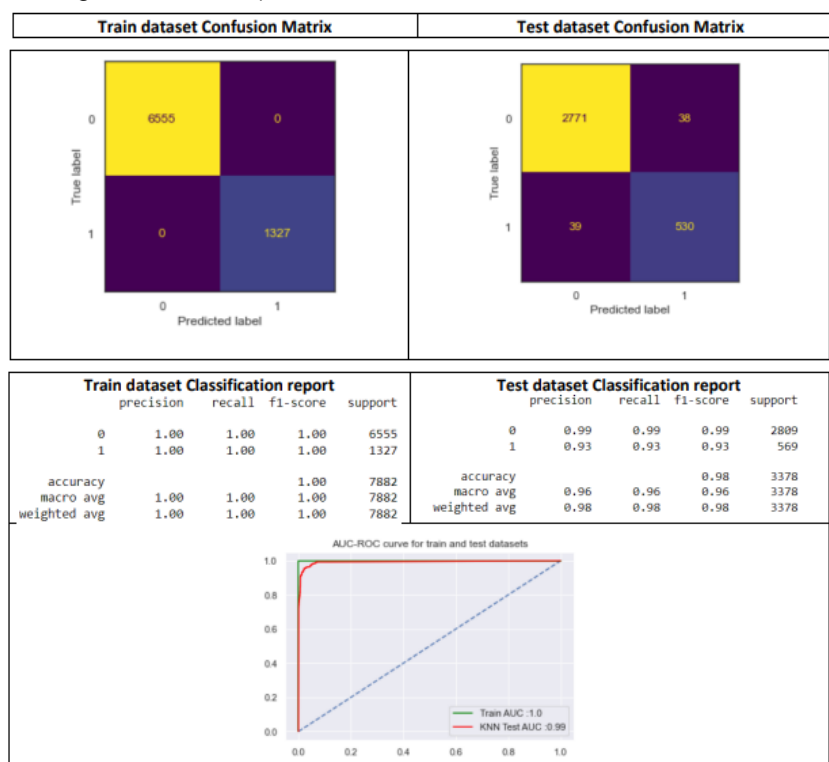 Train dataset Confusion Matrix
Test dataset Confusion Matrix
0
6555
0
True label
1
0
1327
0
1
Predicted label
0
2771
38
True label
1
39
530
0
1
Predicted label
Train dataset Classification report
precision recall f1-score support
0 1.00 1.00 1.00 6555
1 1.00 1.00 1.00 1327
accuracy 1.00 7882
macro avg 1.00 1.00 1.00 7882
weighted avg 1.00 1.00 1.00 7882
Test dataset Classification report
precision recall f1-score support
0 0.99 0.99 0.99 2809
1 0.93 0.93 0.93 569
accuracy 0.98 3378
macro avg 0.96 0.96 0.96 3378
weighted avg 0.98 0.98 0.98 3378
AUC-ROC curve for train and test datasets
1.0
0.8
0.6
0.4
0.2
0.0
Train AUC :1.0
KNN Test AUC :0.99
0.0 0.2 0.4 0.6 0.8 1.0